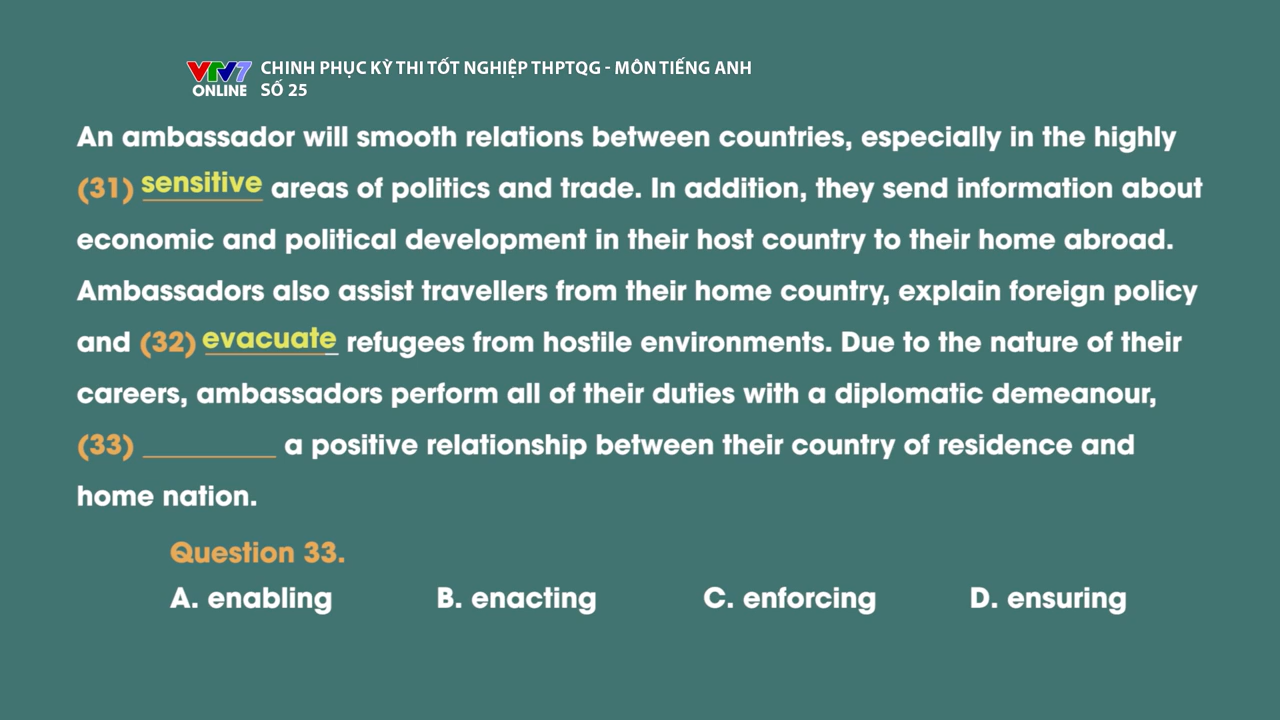 VTV7
ONLINE
CHINH PHỤC KỲ THI TỐT NGHIỆP THPTQG - MÔN TIẾNG ANH
SỐ 25
An ambassador will smooth relations between countries, especially in the highly
(31) sensitive areas of politics and trade. In addition, they send information about
economic and political development in their host country to their home abroad.
Ambassadors also assist travellers from their home country, explain foreign policy
and (32) evacuate refugees from hostile environments. Due to the nature of their
careers, ambassadors perform all of their duties with a diplomatic demeanour,
(33) __________ a positive relationship between their country of residence and
home nation.
Question 33.
A. enabling B. enacting C. enforcing D. ensuring